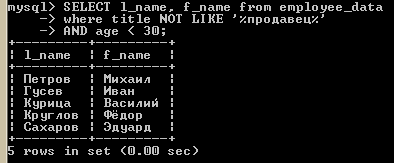 mysql> SELECT l_name, f_name from employee_data
-> where title NOT LIKE '%продавец%'
-> AND age < 30;
+----------+----------+
| l_name | f_name |
+----------+----------+
| Петров | Михаил |
| Гусев | Иван |
| Курица | Василий |
| Круглов | Фёдор |
| Сахаров | Эдуард |
+----------+----------+
5 rows in set (0.00 sec)